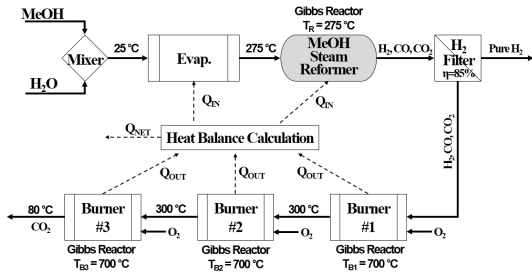 Gibbs Reactor
T_R = 275 °C
MeOH
H₂O
Mixer
25 °C
Evap.
275 °C
MeOH
Steam
Reformer
H₂, CO, CO₂
H₂
Filter
η=85%
Pure H₂
Q_IN
Q_IN
H₂, CO, CO₂
Q_NET
Heat Balance Calculation
Q_OUT
Q_OUT
Q_OUT
80 °C
CO₂
Burner
#3
O₂
300 °C
Burner
#2
O₂
300 °C
Burner
#1
O₂
Gibbs Reactor
T_B3 = 700 °C
Gibbs Reactor
T_B2 = 700 °C
Gibbs Reactor
T_B1 = 700 °C